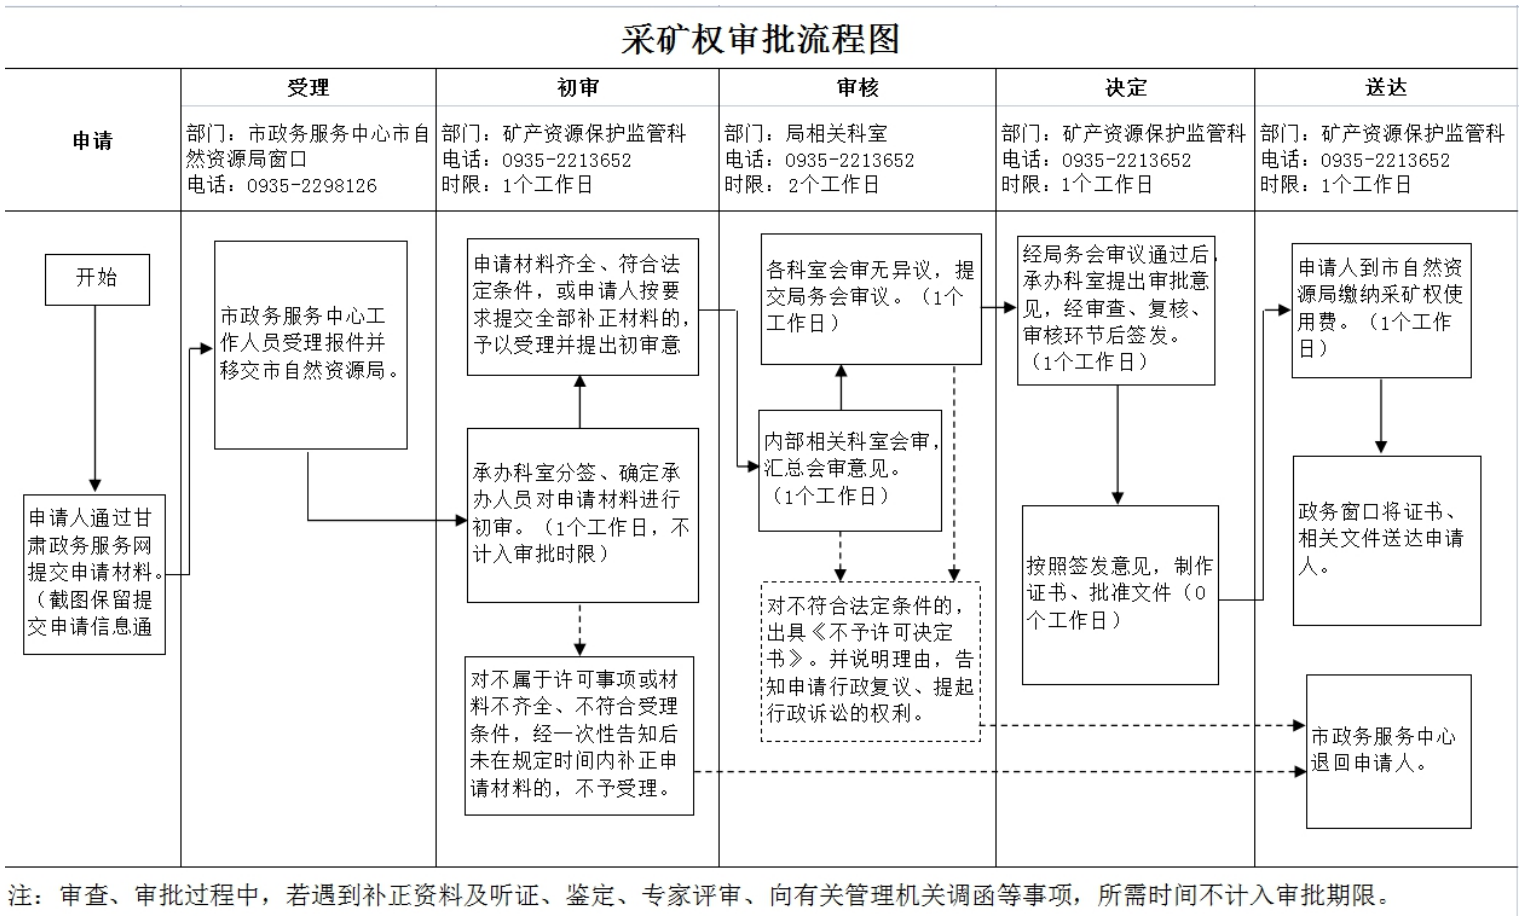 采矿权审批流程图
申请
受理
部门：市政务服务中心市自
然资源局窗口
电话：0935-2298126
初审
部门：矿产资源保护监管科
电话：0935-2213652
时限：1个工作日
审核
部门：局相关科室
电话：0935-2213652
时限：2个工作日
决定
部门：矿产资源保护监管科
电话：0935-2213652
时限：1个工作日
送达
部门：矿产资源保护监管科
电话：0935-2213652
时限：1个工作日
开始
申请人通过甘
肃政务服务网
提交申请材料。
（截图保留提
交申请信息通
市政务服务中心工
作人员受理报件并
移交市自然资源局。
申请材料齐全、符合法
定条件，或申请人按要
求提交全部补正材料的，
予以受理并提出初审意
承办科室分签、确定承
办人员对申请材料进行
初审。（1个工作日，不
计入审批时限）
对不属于许可事项或材
料不齐全、不符合受理
条件，经一次性告知后
未在规定时间内补正申
请材料的，不予受理。
各科室会审无异议，提
交局务会审议。（1个
工作日）
内部相关科室会审，
汇总会审意见。
（1个工作日）
对不符合法定条件的，
出具《不予许可决定
书》。并说明理由，告
知申请行政复议、提起
行政诉讼的权利。
经局务会审议通过后，
承办科室提出审批意
见，经审查、复核、
审核环节后签发。
（1个工作日）
按照签发意见，制作
证书、批准文件（0
个工作日）
申请人到市自然资
源局缴纳采矿权使
用费。（1个工作
日）
政务窗口将证书、
相关文件送达申请
人。
市政务服务中心
退回申请人。
注：审查、审批过程中，若遇到补正资料及听证、鉴定、专家评审、向有关管理机关调函等事项，所需时间不计入审批期限。